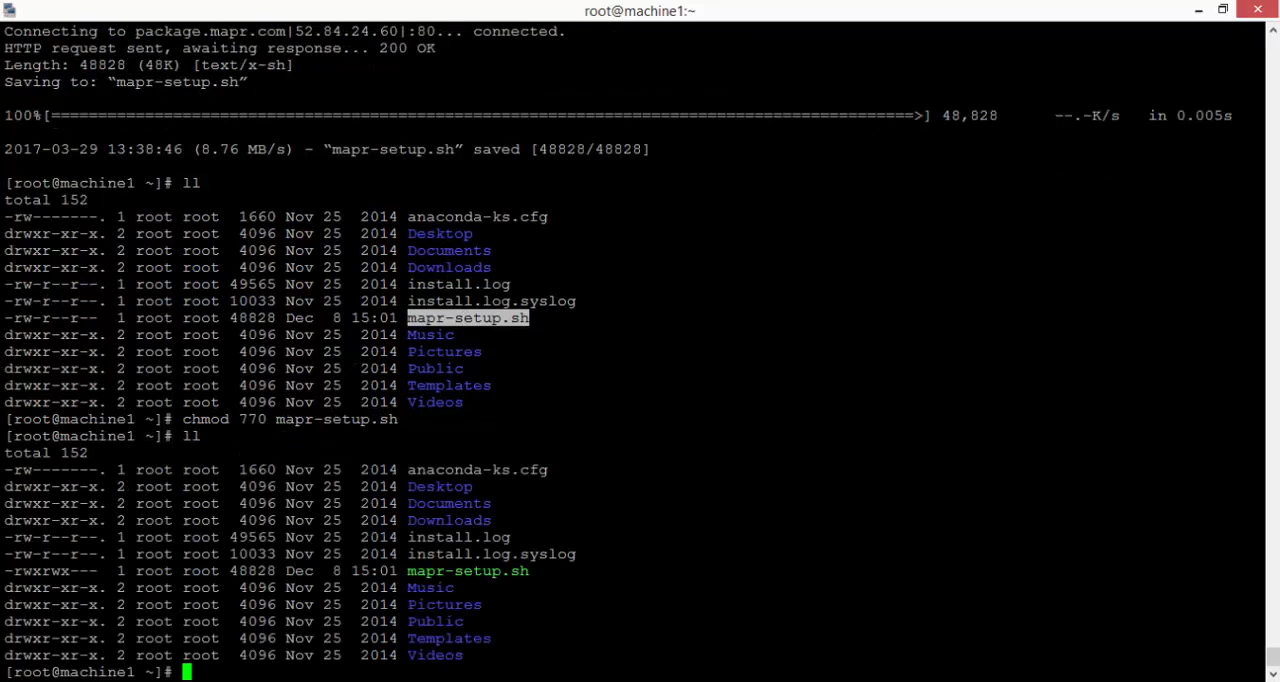 root@machine1:~
Connecting to package.mapr.com|52.84.24.60|:80... connected.
HTTP request sent, awaiting response... 200 OK
Length: 48828 (48K) [text/x-sh]
Saving to: “mapr-setup.sh”
100%[============================================================================================>] 48,828 --.-K/s in 0.005s
2017-03-29 13:38:46 (8.76 MB/s) - “mapr-setup.sh” saved [48828/48828]
[root@machine1 ~]# ll
total 152
-rw-------. 1 root root 1660 Nov 25 2014 anaconda-ks.cfg
drwxr-xr-x. 2 root root 4096 Nov 25 2014 Desktop
drwxr-xr-x. 2 root root 4096 Nov 25 2014 Documents
drwxr-xr-x. 2 root root 4096 Nov 25 2014 Downloads
-rw-r--r--. 1 root root 49565 Nov 25 2014 install.log
-rw-r--r--. 1 root root 10033 Nov 25 2014 install.log.syslog
-rw-r--r-- 1 root root 48828 Dec 8 15:01 mapr-setup.sh
drwxr-xr-x. 2 root root 4096 Nov 25 2014 Music
drwxr-xr-x. 2 root root 4096 Nov 25 2014 Pictures
drwxr-xr-x. 2 root root 4096 Nov 25 2014 Public
drwxr-xr-x. 2 root root 4096 Nov 25 2014 Templates
drwxr-xr-x. 2 root root 4096 Nov 25 2014 Videos
[root@machine1 ~]# chmod 770 mapr-setup.sh
[root@machine1 ~]# ll
total 152
-rw-------. 1 root root 1660 Nov 25 2014 anaconda-ks.cfg
drwxr-xr-x. 2 root root 4096 Nov 25 2014 Desktop
drwxr-xr-x. 2 root root 4096 Nov 25 2014 Documents
drwxr-xr-x. 2 root root 4096 Nov 25 2014 Downloads
-rw-r--r--. 1 root root 49565 Nov 25 2014 install.log
-rw-r--r--. 1 root root 10033 Nov 25 2014 install.log.syslog
-rwxrwx--- 1 root root 48828 Dec 8 15:01 mapr-setup.sh
drwxr-xr-x. 2 root root 4096 Nov 25 2014 Music
drwxr-xr-x. 2 root root 4096 Nov 25 2014 Pictures
drwxr-xr-x. 2 root root 4096 Nov 25 2014 Public
drwxr-xr-x. 2 root root 4096 Nov 25 2014 Templates
drwxr-xr-x. 2 root root 4096 Nov 25 2014 Videos
[root@machine1 ~]#